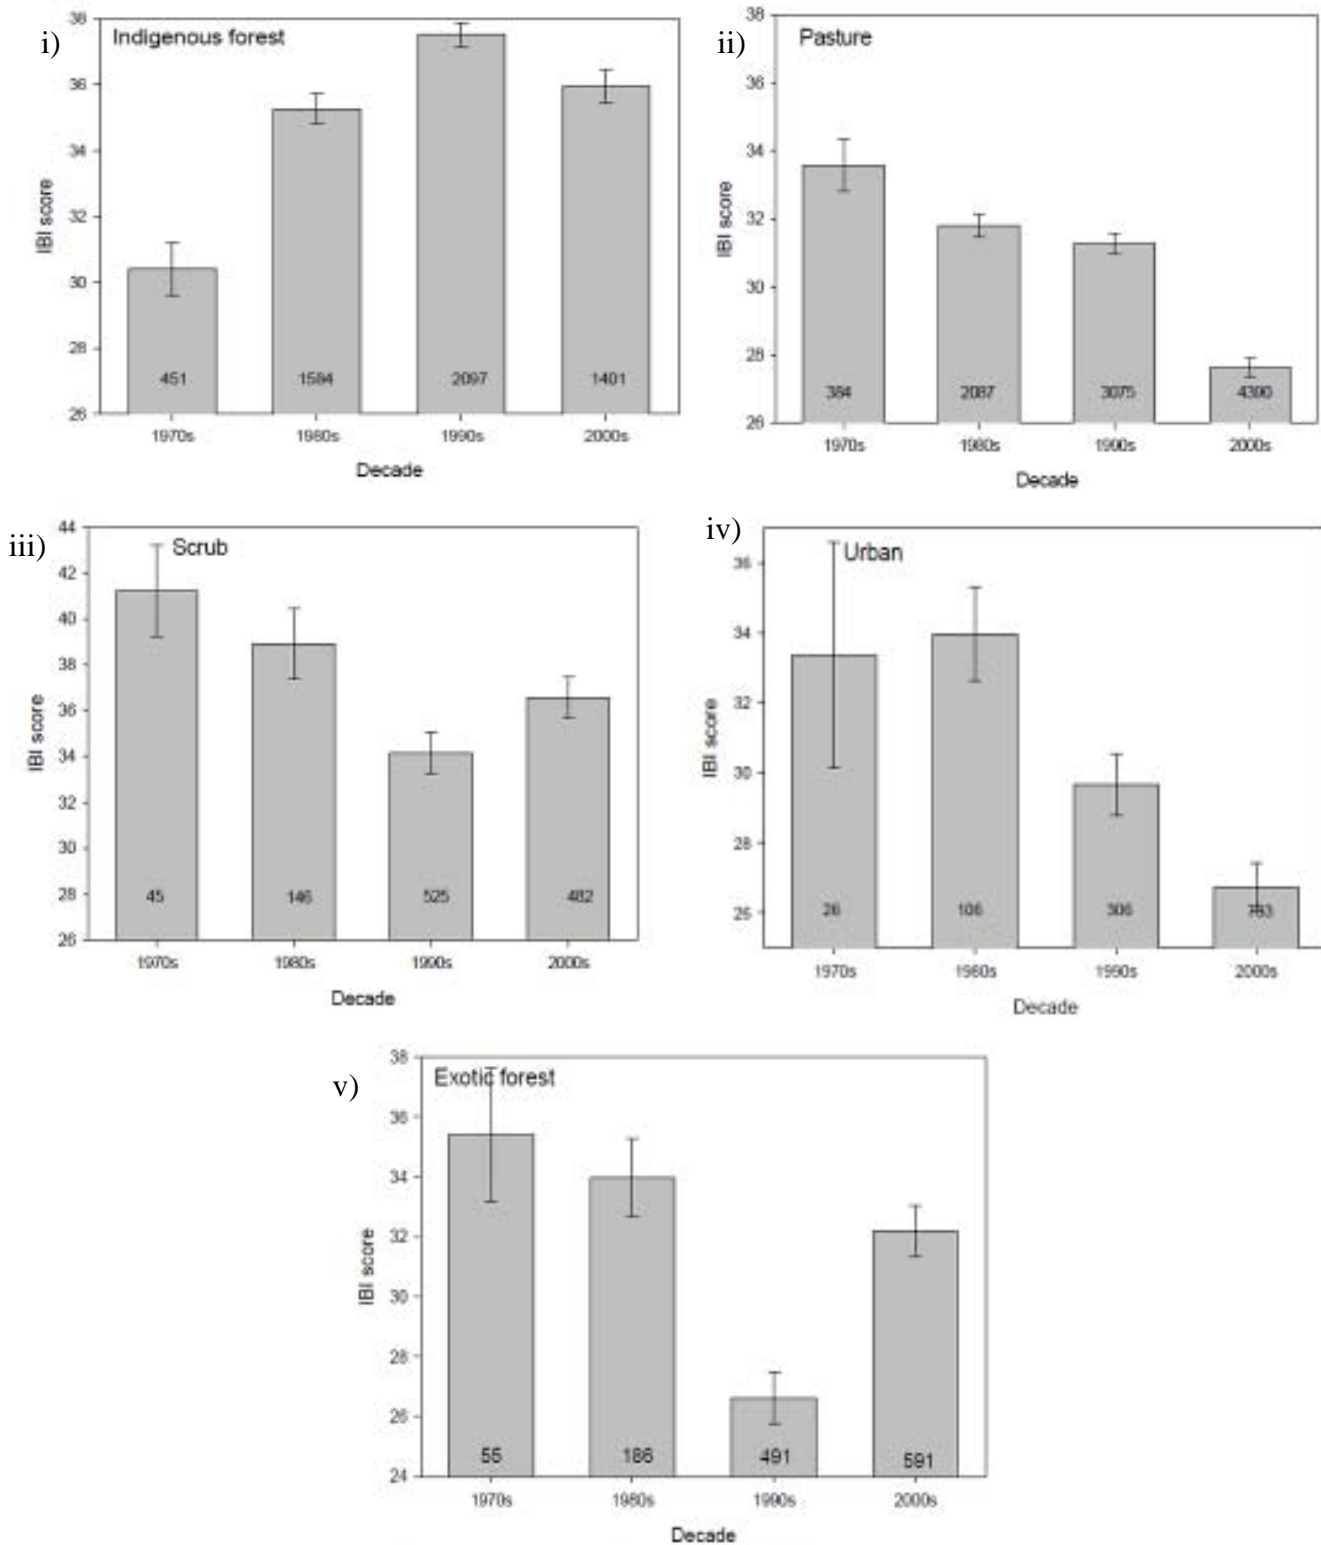 i)
Indigenous forest
38
36
34
32
30
28
26
IBI score
451
1584
2097
1401
1970s
1980s
1990s
2000s
Decade
ii)
Pasture
38
36
34
32
30
28
26
IBI score
384
2087
3075
1970s
1980s
1990s
2000s
Decade
iii)
Scrub
44
42
40
38
36
34
32
30
28
26
IBI score
45
146
525
482
1970s
1980s
1990s
2000s
Decade
iv)
Urban
36
34
32
30
28
26
IBI score
26
106
306
1970s
1980s
1990s
2000s
Decade
v)
Exotic forest
38
36
34
32
30
28
26
24
IBI score
55
186
491
591
1970s
1980s
1990s
2000s
Decade